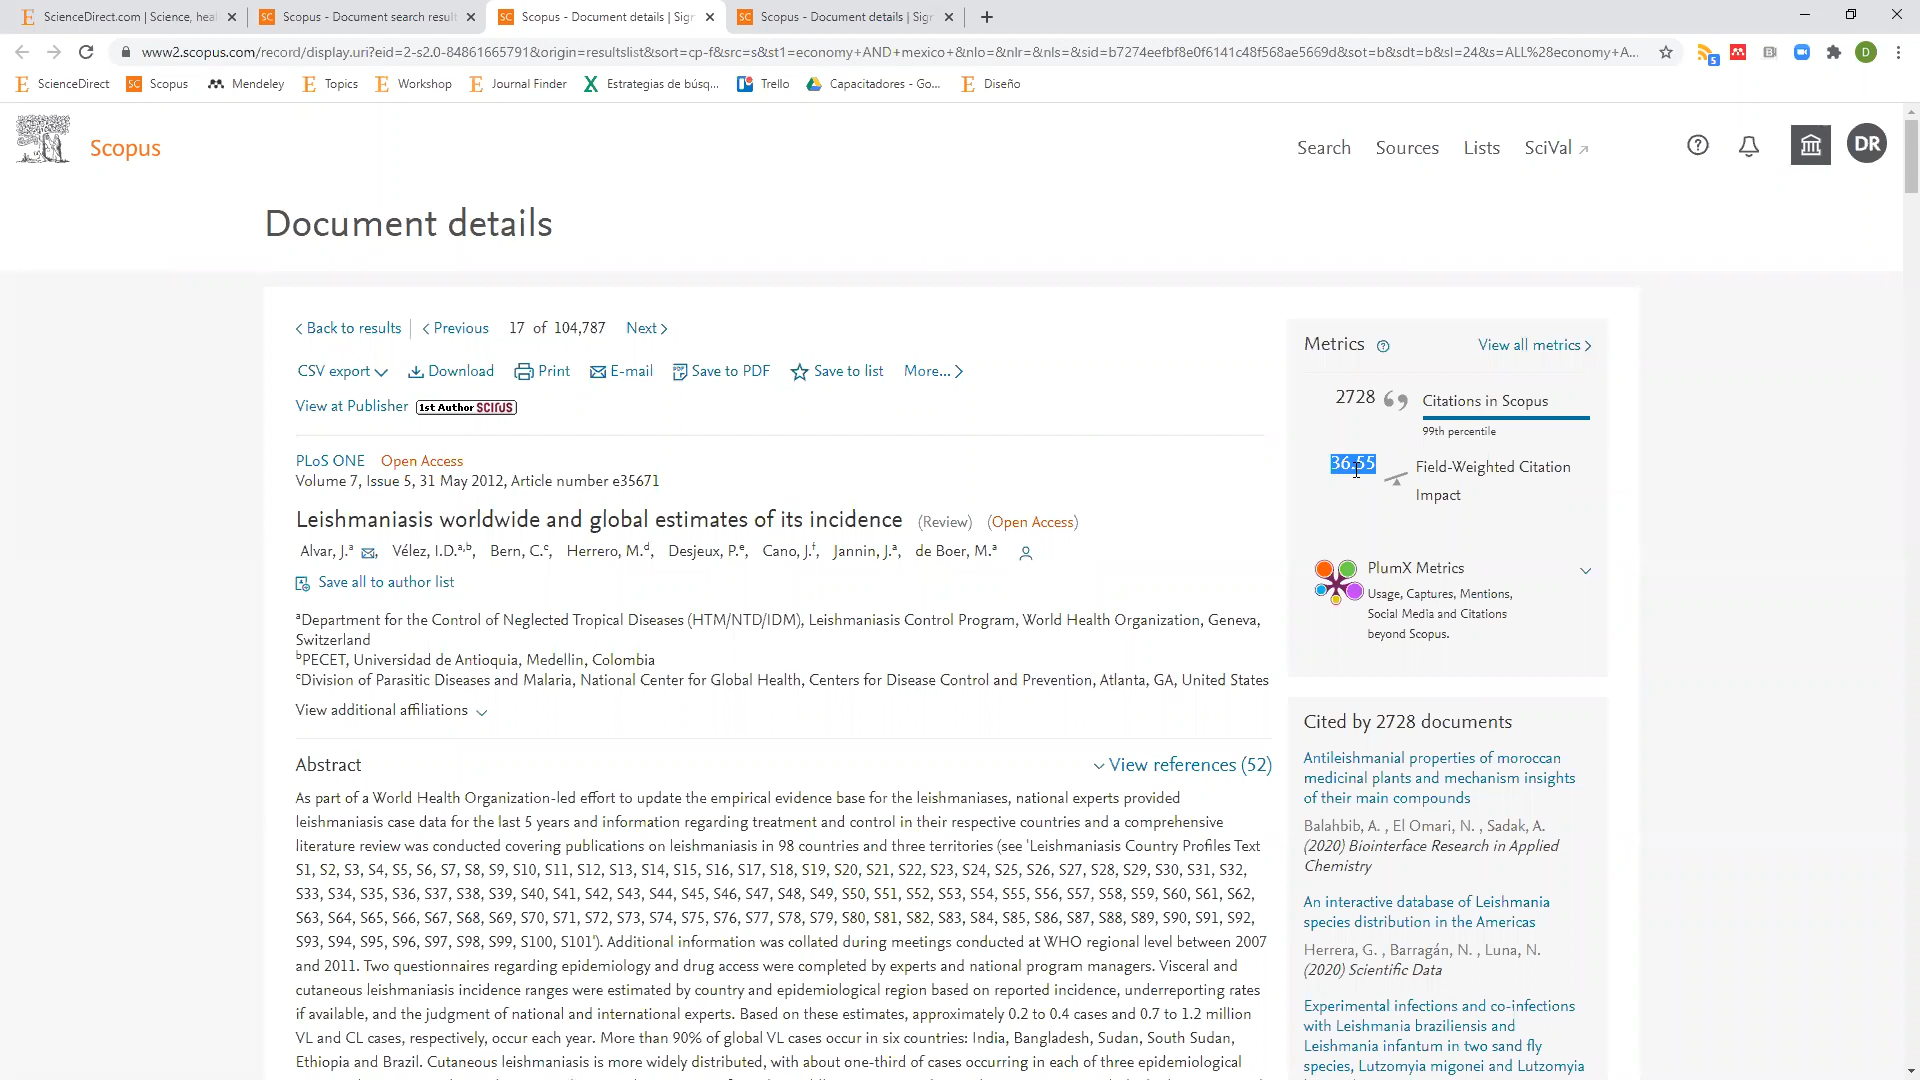 ScienceDirect.com | Science, heal
Scopus - Document search result
Scopus - Document details | Sign
Scopus - Document details | Sign
www2.scopus.com/record/display.uri?eid=2-s2.0-84861665791&origin=resultslist&sort=cp-f&src=s&st1=economy+AND+mexico+&nlo=&nlr=&nls=&sid=b7274eefbf8e0f6141c48f568ae5669d&sot=b&sdt=b&sl=24&s=ALL%28economy+A...
5
D
ScienceDirect
Scopus
Mendeley
Topics
Workshop
Journal Finder
Estrategias de búsq...
Trello
Capacitadores - Go...
Diseño
Scopus
Search
Sources
Lists
SciVal
DR
Document details
Back to results
Previous
17 of 104,787
Next
CSV export
Download
Print
E-mail
Save to PDF
Save to list
More...
View at Publisher
1st Author SCIRUS
PLoS ONE Open Access
Volume 7, Issue 5, 31 May 2012, Article number e35671
Leishmaniasis worldwide and global estimates of its incidence (Review) (Open Access)
Alvar, J.ᵃ Vélez, I.D.ᵃ,ᵇ, Bern, C.ᶜ, Herrero, M.ᵈ, Desjeux, P.ᵉ, Cano, J.ᶠ, Jannin, J.ᵃ, de Boer, M.ᵃ
Save all to author list
ᵃDepartment for the Control of Neglected Tropical Diseases (HTM/NTD/IDM), Leishmaniasis Control Program, World Health Organization, Geneva,
Switzerland
ᵇPECET, Universidad de Antioquia, Medellin, Colombia
ᶜDivision of Parasitic Diseases and Malaria, National Center for Global Health, Centers for Disease Control and Prevention, Atlanta, GA, United States
View additional affiliations
Abstract
View references (52)
As part of a World Health Organization-led effort to update the empirical evidence base for the leishmaniases, national experts provided
leishmaniasis case data for the last 5 years and information regarding treatment and control in their respective countries and a comprehensive
literature review was conducted covering publications on leishmaniasis in 98 countries and three territories (see 'Leishmaniasis Country Profiles Text
S1, S2, S3, S4, S5, S6, S7, S8, S9, S10, S11, S12, S13, S14, S15, S16, S17, S18, S19, S20, S21, S22, S23, S24, S25, S26, S27, S28, S29, S30, S31, S32,
S33, S34, S35, S36, S37, S38, S39, S40, S41, S42, S43, S44, S45, S46, S47, S48, S49, S50, S51, S52, S53, S54, S55, S56, S57, S58, S59, S60, S61, S62,
S63, S64, S65, S66, S67, S68, S69, S70, S71, S72, S73, S74, S75, S76, S77, S78, S79, S80, S81, S82, S83, S84, S85, S86, S87, S88, S89, S90, S91, S92,
S93, S94, S95, S96, S97, S98, S99, S100, S101'). Additional information was collated during meetings conducted at WHO regional level between 2007
and 2011. Two questionnaires regarding epidemiology and drug access were completed by experts and national program managers. Visceral and
cutaneous leishmaniasis incidence ranges were estimated by country and epidemiological region based on reported incidence, underreporting rates
if available, and the judgment of national and international experts. Based on these estimates, approximately 0.2 to 0.4 cases and 0.7 to 1.2 million
VL and CL cases, respectively, occur each year. More than 90% of global VL cases occur in six countries: India, Bangladesh, Sudan, South Sudan,
Ethiopia and Brazil. Cutaneous leishmaniasis is more widely distributed, with about one-third of cases occurring in each of three epidemiological
Metrics
View all metrics
2728
Citations in Scopus
99th percentile
36.55
Field-Weighted Citation
Impact
PlumX Metrics
Usage, Captures, Mentions,
Social Media and Citations
beyond Scopus.
Cited by 2728 documents
Antileishmanial properties of moroccan
medicinal plants and mechanism insights
of their main compounds
Balahbib, A. , El Omari, N. , Sadak, A.
(2020) Biointerface Research in Applied
Chemistry
An interactive database of Leishmania
species distribution in the Americas
Herrera, G. , Barragán, N. , Luna, N.
(2020) Scientific Data
Experimental infections and co-infections
with Leishmania braziliensis and
Leishmania infantum in two sand fly
species, Lutzomyia migonei and Lutzomyia